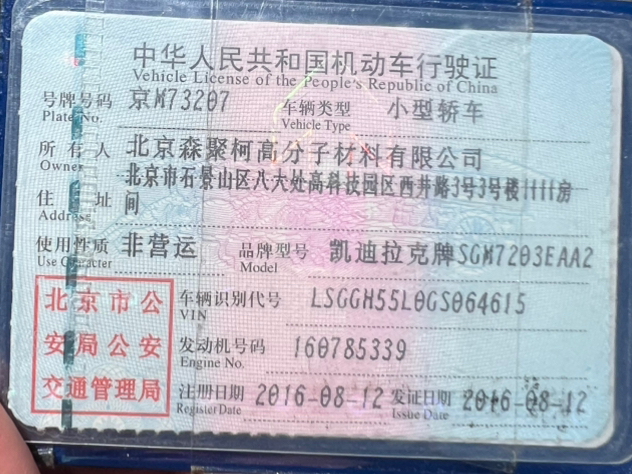 中华人民共和国机动车行驶证
Vehicle License of the People's Republic of China
号牌号码 京M73207 车辆类型 小型轿车
Plate No. Vehicle Type
所有人 北京森聚柯高分子材料有限公司
Owner
住址 北京市石景山区八大处高科技园区西井路3号3号楼1111房
Address 间
使用性质 非营运 品牌型号 凯迪拉克牌SGM7203EAA2
Use Character Model
北京市公 车辆识别代号 LSGGH55L0GS064615
VIN
安局公安 发动机号码 160785339
Engine No.
交通管理局 注册日期 2016-08-12 发证日期 2016-08-12
Register Date Issue Date